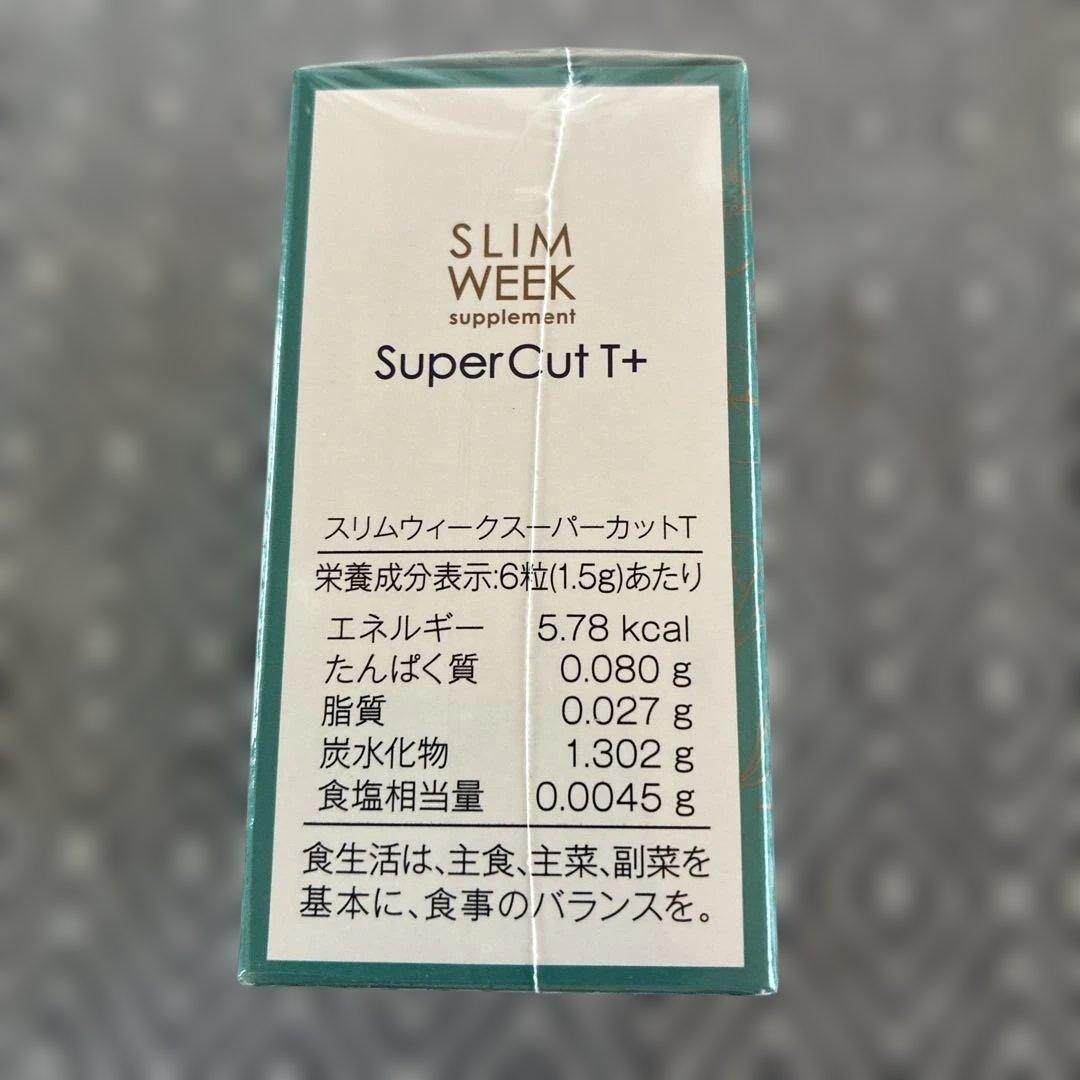 SLIM
WEEK
supplement
SuperCut T+
スリムウィークスーパーカットT
栄養成分表示:6粒(1.5g)あたり
エネルギー 5.78 kcal
たんぱく質 0.080 g
脂質 0.027 g
炭水化物 1.302 g
食塩相当量 0.0045 g
食生活は、主食、主菜、副菜を
基本に、食事のバランスを。